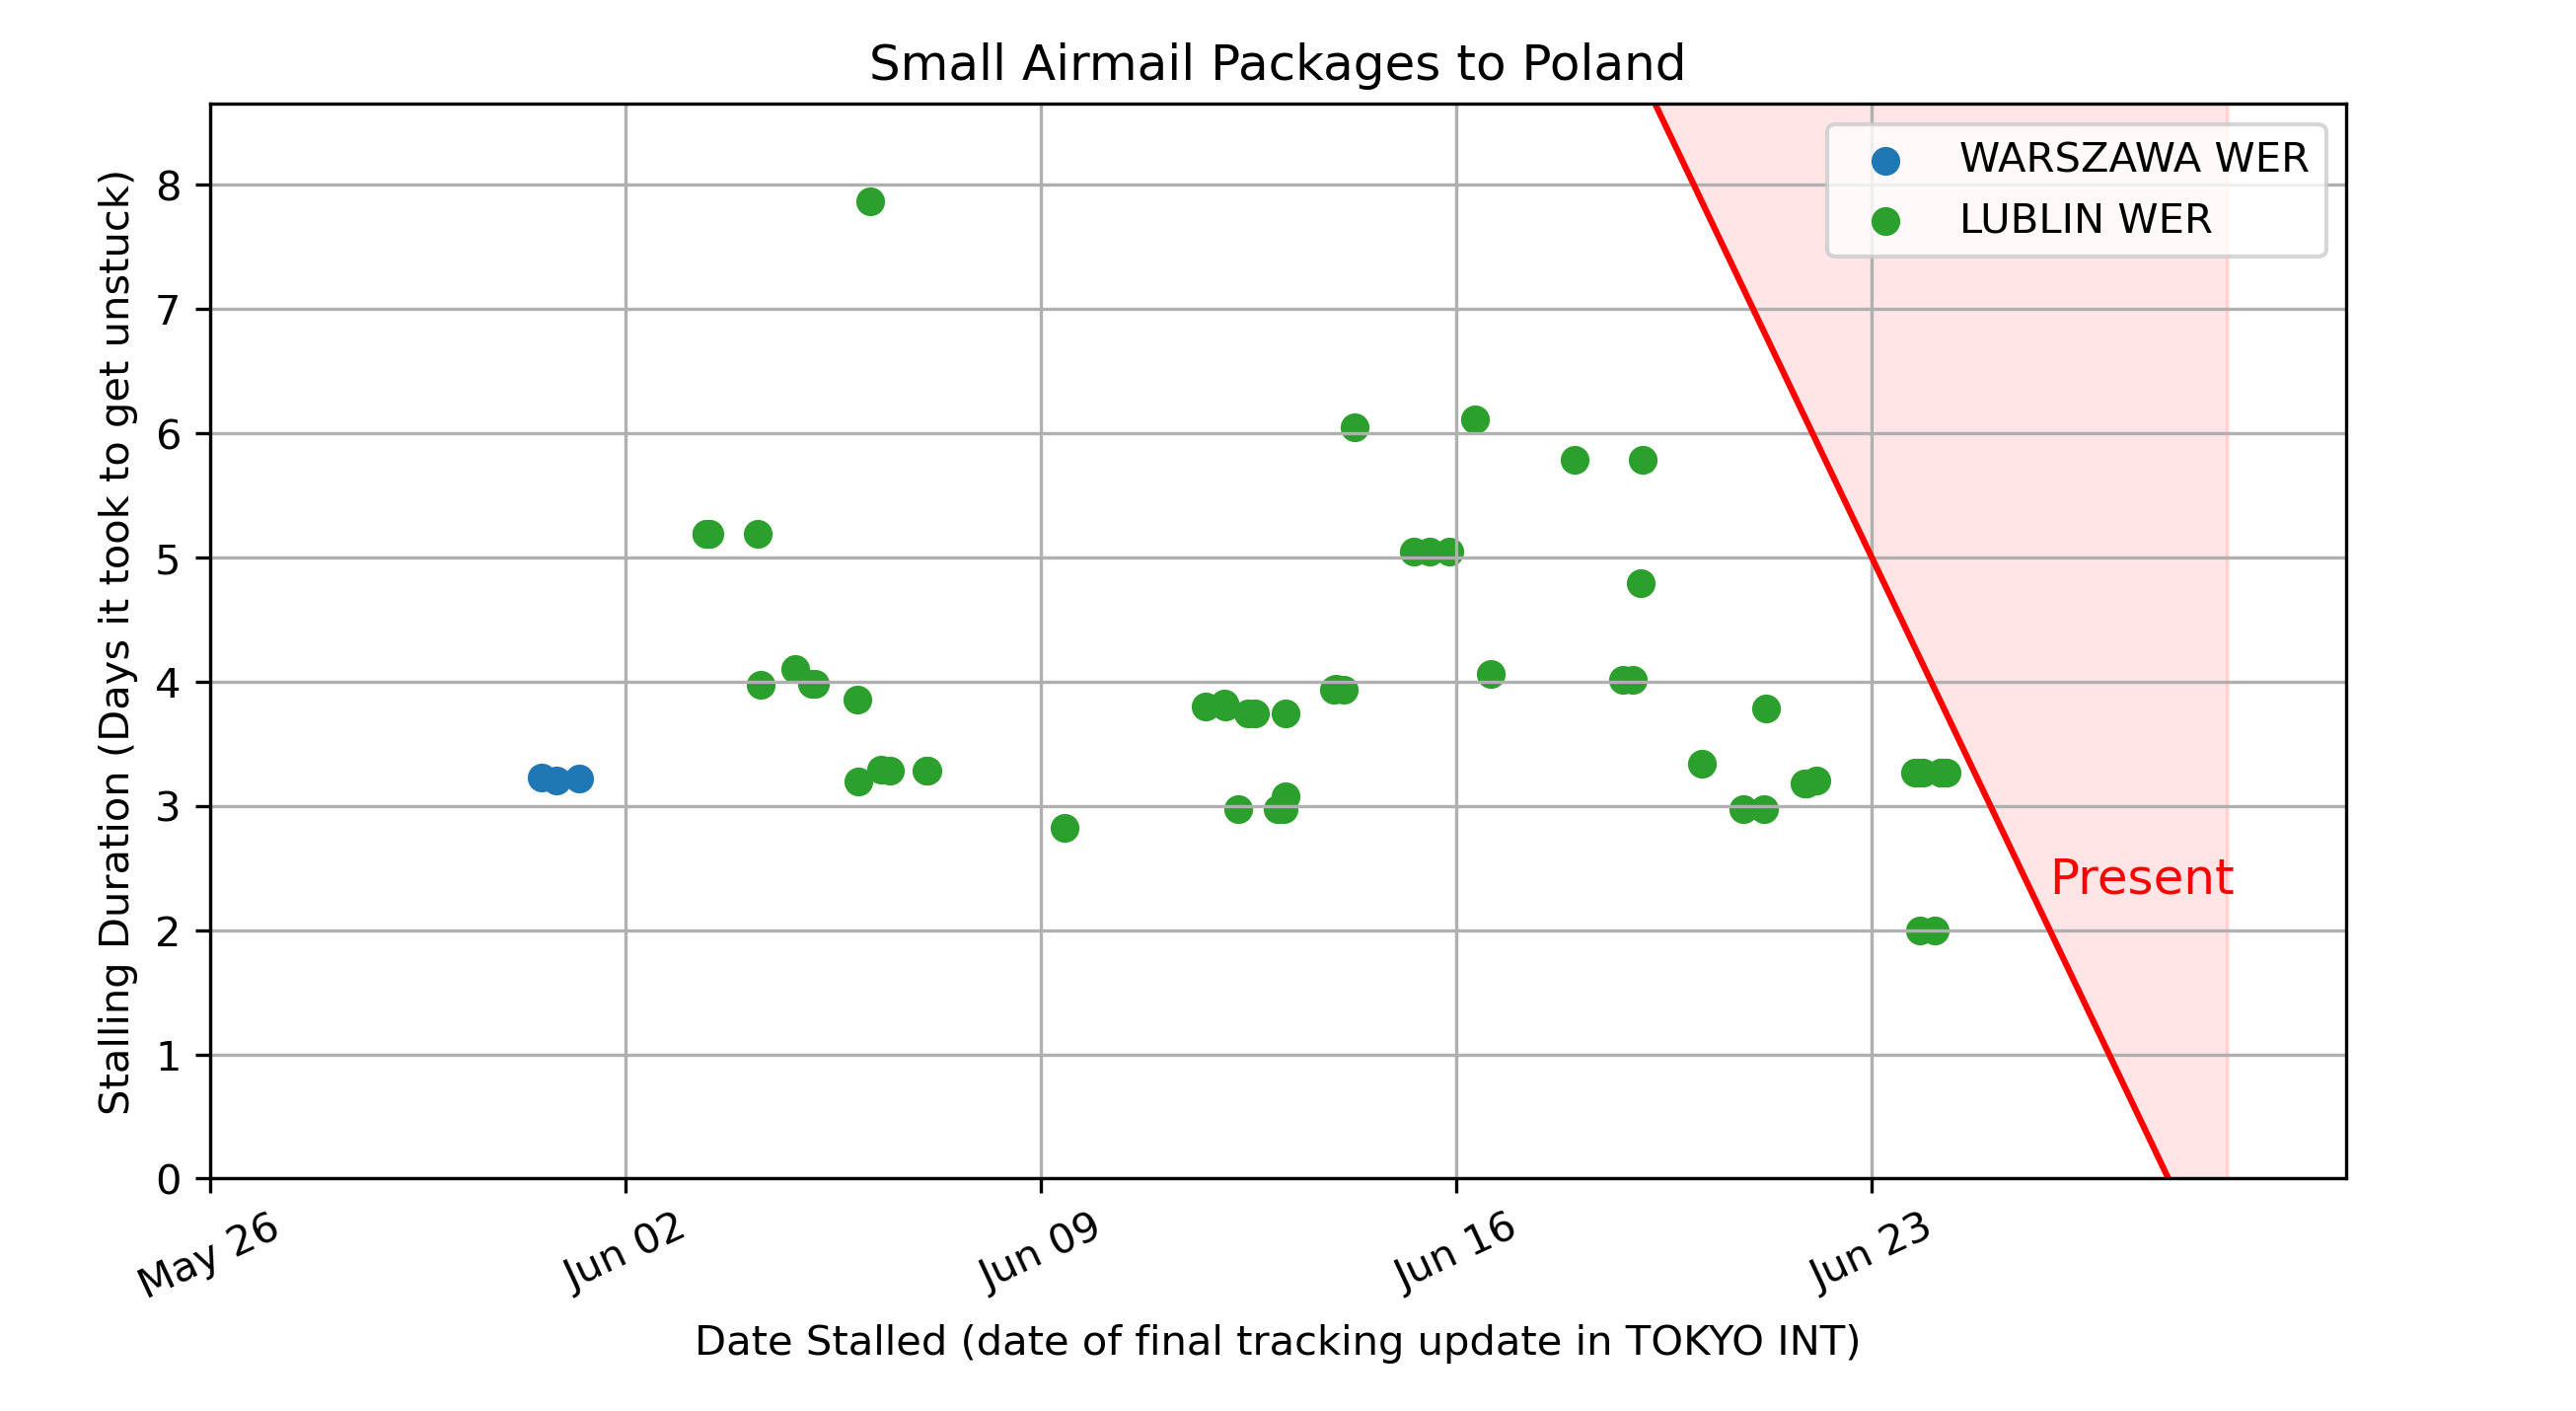 Small Airmail Packages to Poland
WARSZAWA WER
LUBLIN WER
Stalling Duration (Days it took to get unstuck)
8
7
6
5
4
3
2
1
0
Present
May 26
Jun 02
Jun 09
Jun 16
Jun 23
Date Stalled (date of final tracking update in TOKYO INT)